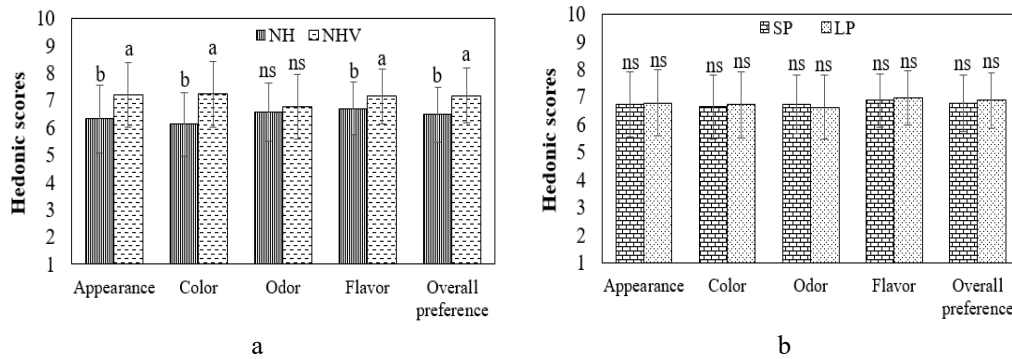 10
9
8
7
6
5
4
3
2
1
Hedonic scores
NH NHV
b a b a ns ns b a b a
Appearance Color Odor Flavor Overall
preference
a
10
9
8
7
6
5
4
3
2
1
Hedonic scores
SP LP
ns ns ns ns ns ns ns ns ns ns
Appearance Color Odor Flavor Overall
preference
b